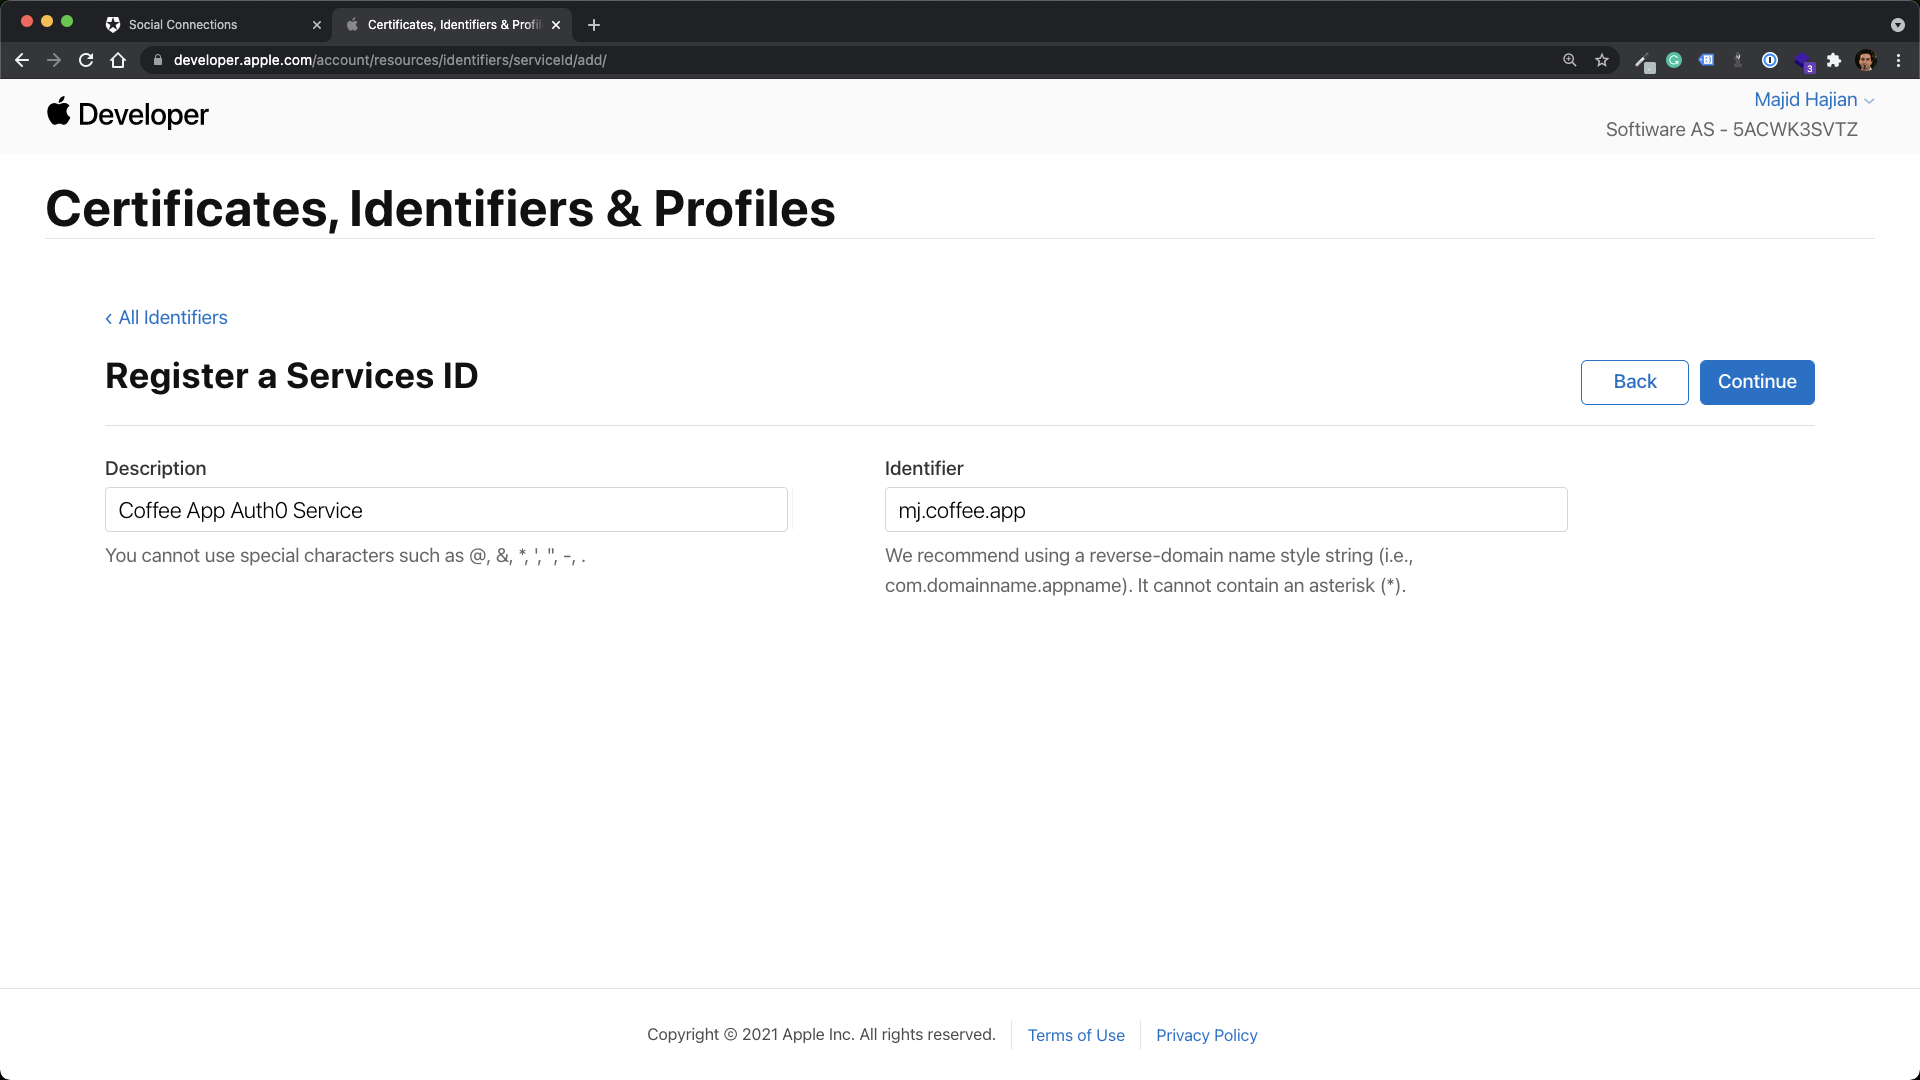 Social Connections
Certificates, Identifiers & Profil
developer.apple.com/account/resources/identifiers/serviceId/add/
3
Developer
Majid Hajian
Softiware AS - 5ACWK3SVTZ
Certificates, Identifiers & Profiles
‹ All Identifiers
Register a Services ID
Back
Continue
Description
Identifier
Coffee App Auth0 Service
mj.coffee.app
You cannot use special characters such as @, &, *, ', ", -, .
We recommend using a reverse-domain name style string (i.e.,
com.domainname.appname). It cannot contain an asterisk (*).
Copyright © 2021 Apple Inc. All rights reserved.
Terms of Use
Privacy Policy